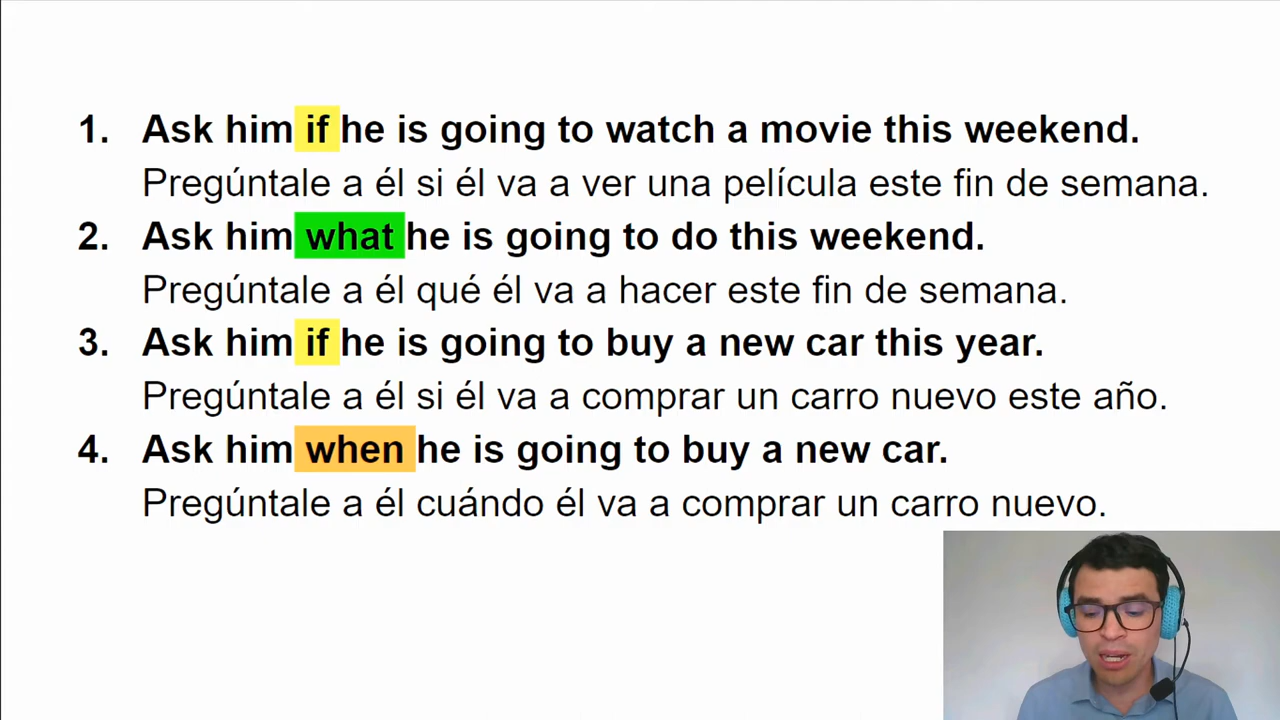 1. Ask him if he is going to watch a movie this weekend.
Pregúntale a él si él va a ver una película este fin de semana.
2. Ask him what he is going to do this weekend.
Pregúntale a él qué él va a hacer este fin de semana.
3. Ask him if he is going to buy a new car this year.
Pregúntale a él si él va a comprar un carro nuevo este año.
4. Ask him when he is going to buy a new car.
Pregúntale a él cuándo él va a comprar un carro nuevo.